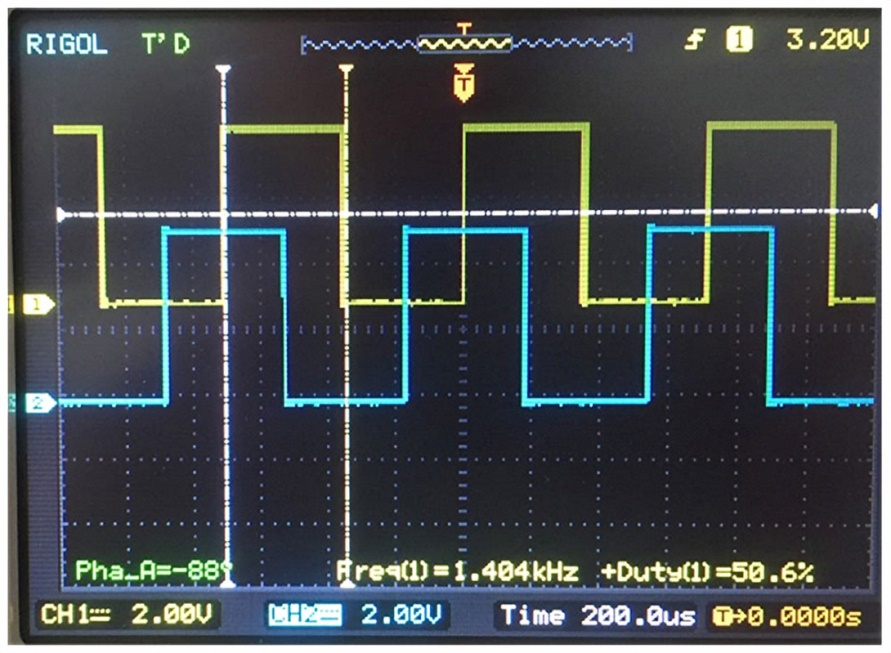 RIGOL T'D T 1 3.20V
T
1
2
Pha_A=-88° Freq(1)=1.404kHz +Duty(1)=50.6%
CH1 2.00V CH2 2.00V Time 200.0us T→0.0000s